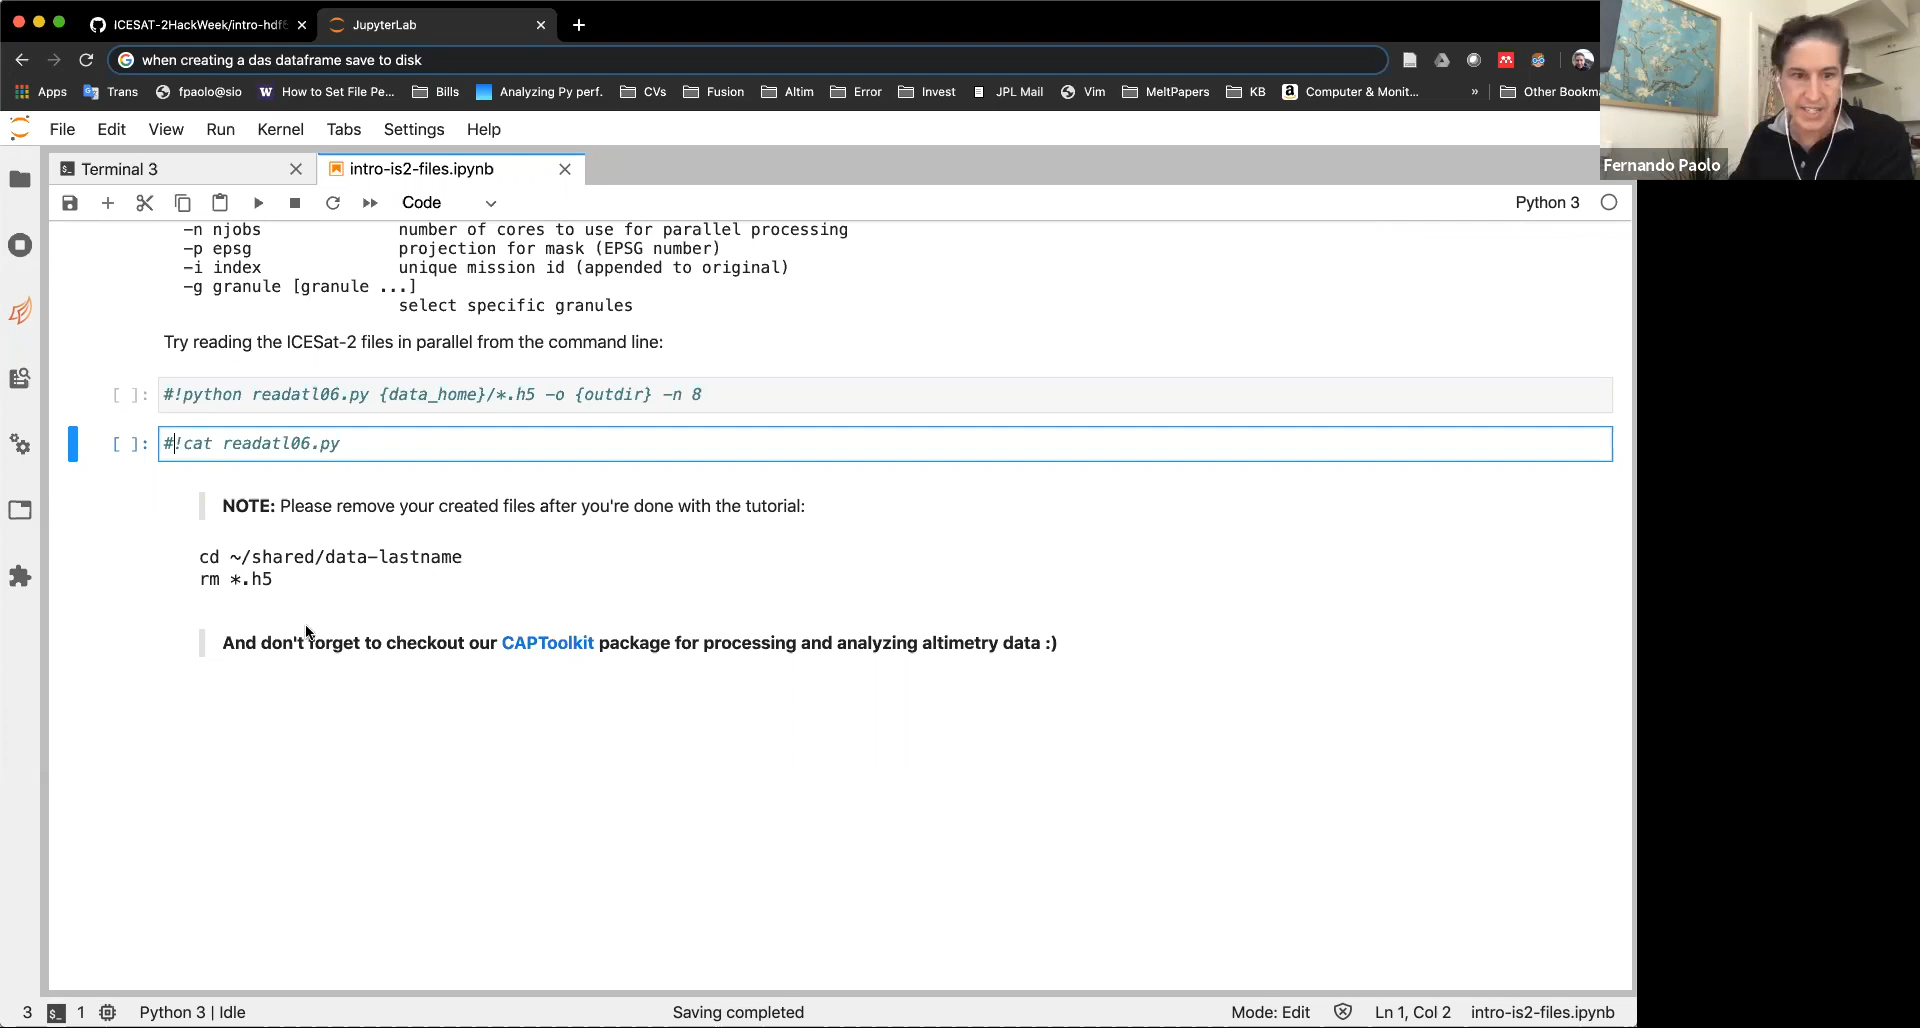 ICESAT-2HackWeek/intro-hdf5
JupyterLab
when creating a das dataframe save to disk
Apps
Trans
fpaolo@sio
W How to Set File Pe...
Bills
Analyzing Py perf.
CVs
Fusion
Altim
Error
Invest
JPL Mail
Vim
MeltPapers
KB
a Computer & Monit...
»
Other Bookm
Fernando Paolo
File Edit View Run Kernel Tabs Settings Help
Terminal 3
intro-is2-files.ipynb
Code
Python 3
-n njobs number of cores to use for parallel processing
-p epsg projection for mask (EPSG number)
-i index unique mission id (appended to original)
-g granule [granule ...]
select specific granules
Try reading the ICESat-2 files in parallel from the command line:
[ ]: #!python readatl06.py {data_home}/*.h5 -o {outdir} -n 8
[ ]: #!cat readatl06.py
NOTE: Please remove your created files after you're done with the tutorial:
cd ~/shared/data-lastname
rm *.h5
And don't forget to checkout our CAPToolkit package for processing and analyzing altimetry data :)
3 $_ 1 Python 3 | Idle Saving completed Mode: Edit Ln 1, Col 2 intro-is2-files.ipynb